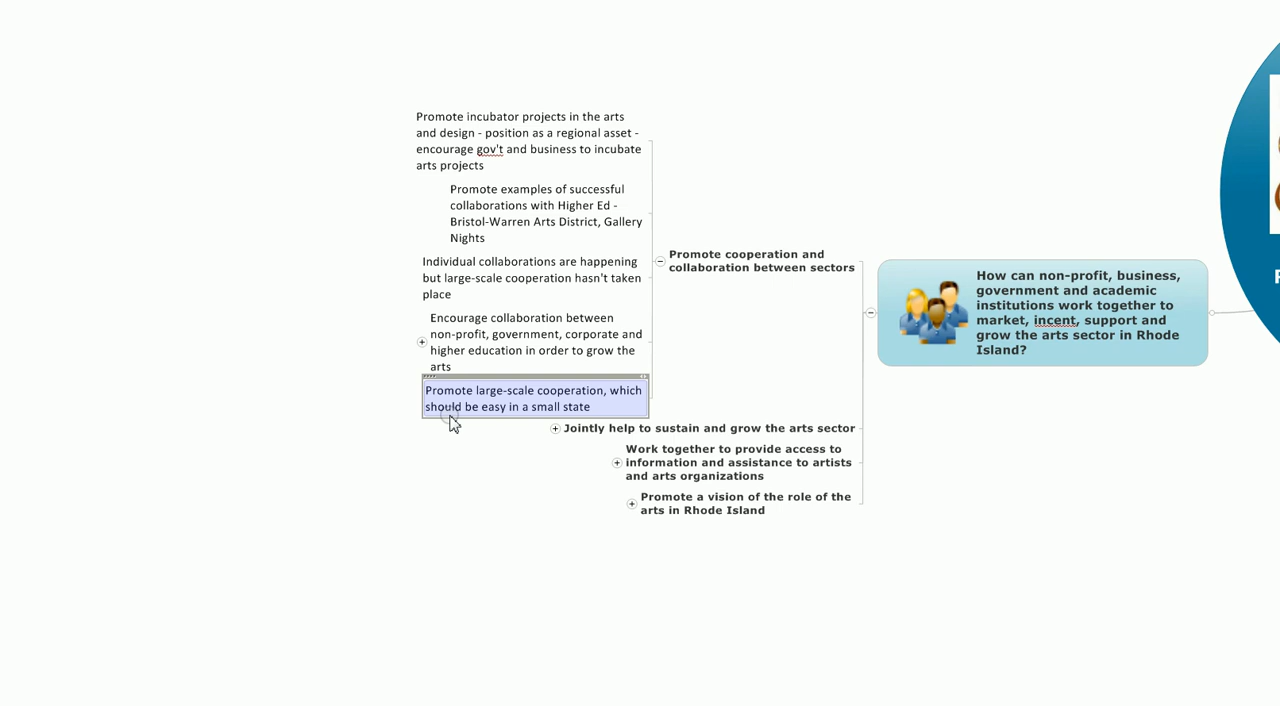 Promote incubator projects in the arts
and design - position as a regional asset -
encourage gov't and business to incubate
arts projects
Promote examples of successful
collaborations with Higher Ed -
Bristol-Warren Arts District, Gallery
Nights
Individual collaborations are happening
but large-scale cooperation hasn't taken
place
Encourage collaboration between
non-profit, government, corporate and
higher education in order to grow the
arts
Promote large-scale cooperation, which
should be easy in a small state
Promote cooperation and
collaboration between sectors
Jointly help to sustain and grow the arts sector
Work together to provide access to
information and assistance to artists
and arts organizations
Promote a vision of the role of the
arts in Rhode Island
How can non-profit, business,
government and academic
institutions work together to
market, incent, support and
grow the arts sector in Rhode
Island?